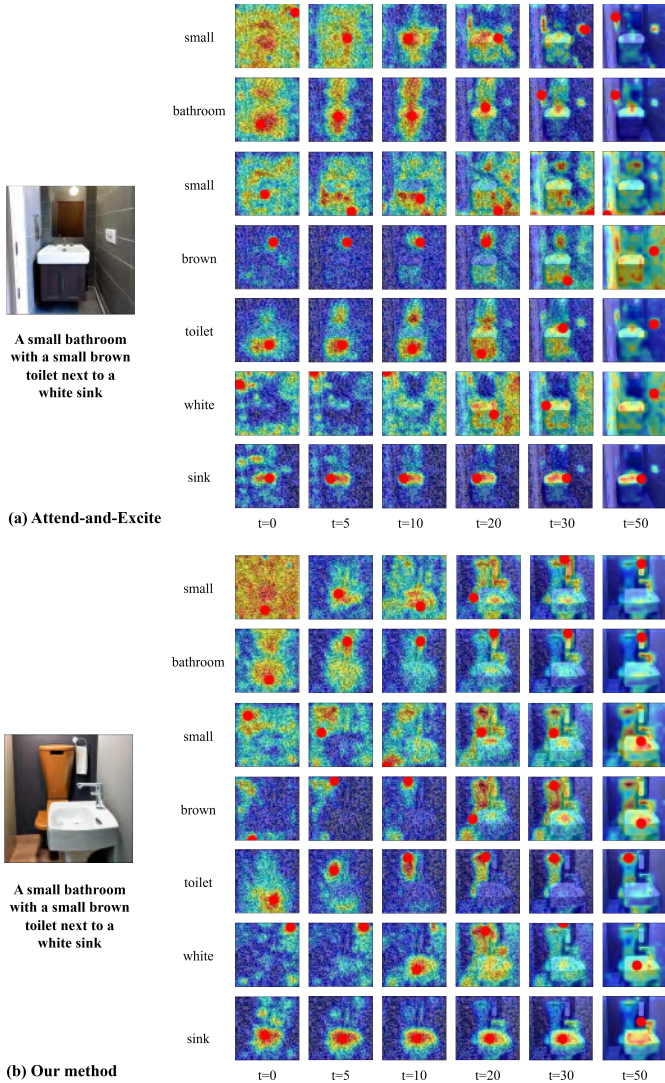 small
bathroom
small
brown
toilet
white
sink
A small bathroom
with a small brown
toilet next to a
white sink
(a) Attend-and-Excite
t=0 t=5 t=10 t=20 t=30 t=50
small
bathroom
small
brown
toilet
white
sink
A small bathroom
with a small brown
toilet next to a
white sink
(b) Our method
t=0 t=5 t=10 t=20 t=30 t=50